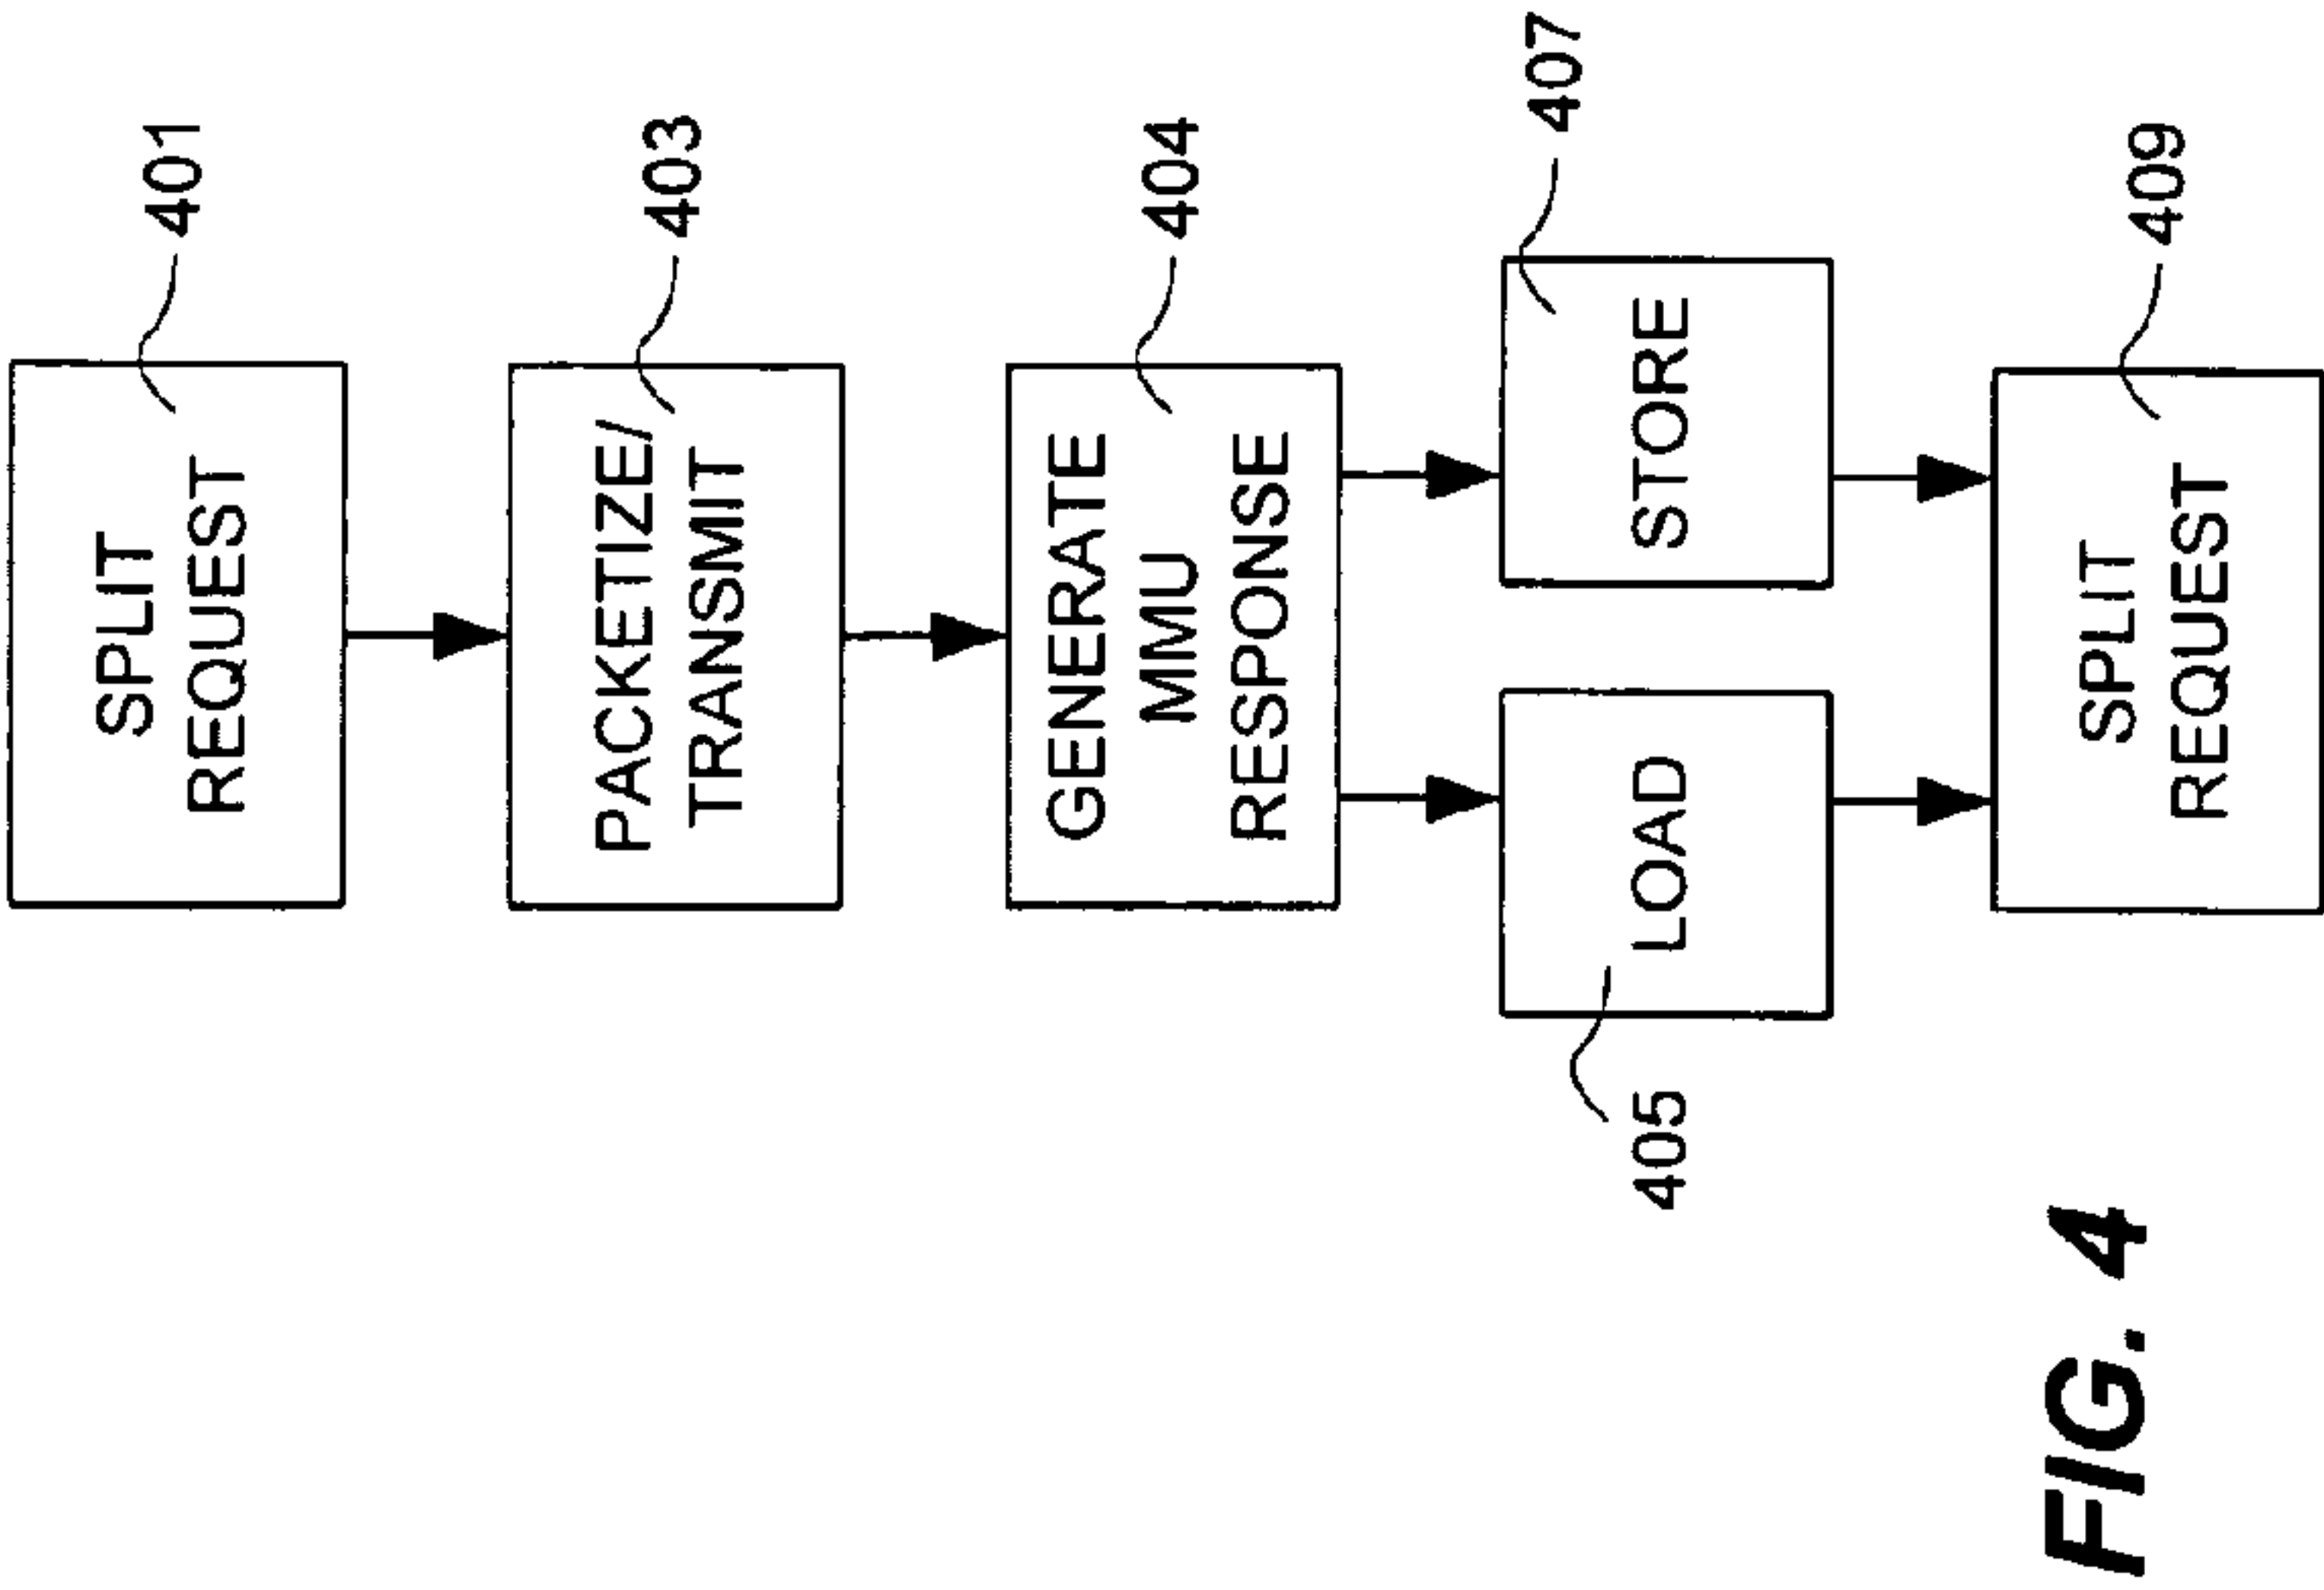 SPLIT
REQUEST
401
PACKETIZE/
TRANSMIT
403
GENERATE
MMU
RESPONSE
404
LOAD
405
STORE
407
SPLIT
REQUEST
409
FIG. 4